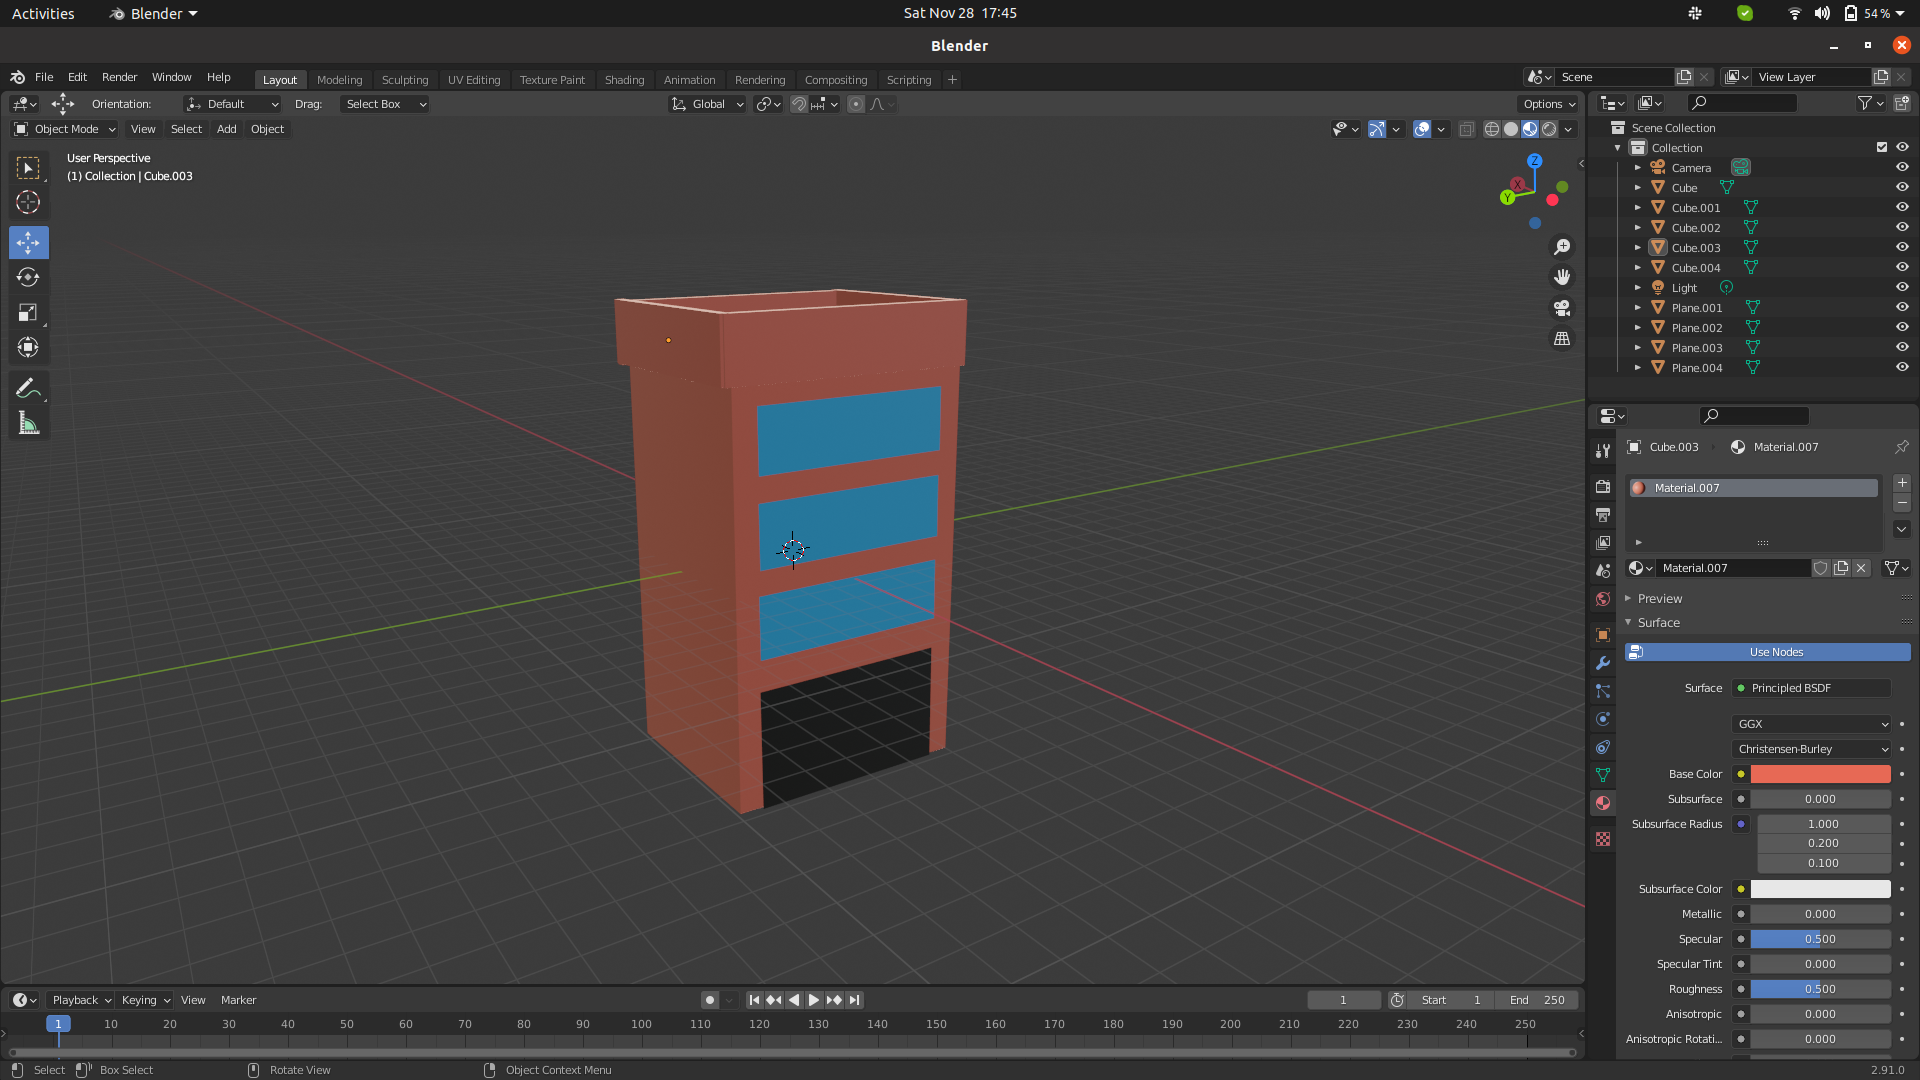 Activities Blender Sat Nov 28 17:45 54 %
Blender
File Edit Render Window Help Layout Modeling Sculpting UV Editing Texture Paint Shading Animation Rendering Compositing Scripting Scene View Layer
Orientation: Default Drag: Select Box Global Options
Object Mode View Select Add Object
User Perspective
(1) Collection | Cube.003
Z
X
Y
Scene Collection
Collection
Camera
Cube
Cube.001
Cube.002
Cube.003
Cube.004
Light
Plane.001
Plane.002
Plane.003
Plane.004
Cube.003 Material.007
Material.007
Material.007
Preview
Surface
Use Nodes
Surface Principled BSDF
GGX
Christensen-Burley
Base Color
Subsurface 0.000
Subsurface Radius 1.000
0.200
0.100
Subsurface Color
Metallic 0.000
Specular 0.500
Specular Tint 0.000
Roughness 0.500
Anisotropic 0.000
Anisotropic Rotati... 0.000
Playback Keying View Marker 1 Start 1 End 250
1 10 20 30 40 50 60 70 80 90 100 110 120 130 140 150 160 170 180 190 200 210 220 230 240 250
Select Box Select Rotate View Object Context Menu 2.91.0